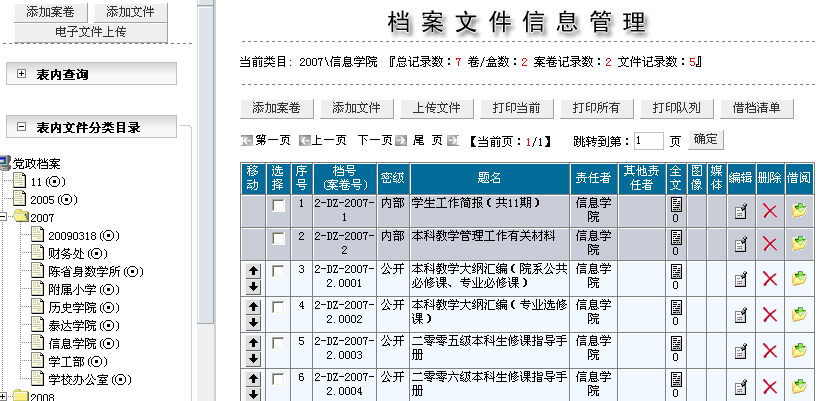 添加案卷 添加文件
电子文件上传
表内查询
表内文件分类目录
党政档案
11(⊙)
2005(⊙)
2007
20090318(⊙)
财务处(⊙)
陈省身数学所(⊙)
附属小学(⊙)
历史学院(⊙)
泰达学院(⊙)
信息学院(⊙)
学工部(⊙)
学校办公室(⊙)
2008
档案文件信息管理
当前类目: 2007\信息学院 『总记录数:7 卷/盒数:2 案卷记录数:2 文件记录数:5』
添加案卷 添加文件 上传文件 打印当前 打印所有 打印队列 借档清单
第一页 上一页 下一页 尾 页 【当前页:1/1】 跳转到第: 1 页 确定
移动 选择 序号 档号(案卷号) 密级 题名 责任者 其他责任者 全文 图像 媒体 编辑 删除 借阅
1 2-DZ-2007-1 内部 学生工作简报(共11期) 信息学院 0
2 2-DZ-2007-2 内部 本科教学管理工作有关材料 信息学院 0
3 2-DZ-2007-2.0001 公开 本科教学大纲汇编(院系公共必修课、专业必修课) 信息学院 0
4 2-DZ-2007-2.0002 公开 本科教学大纲汇编(专业选修课) 信息学院 0
5 2-DZ-2007-2.0003 公开 二零零五级本科生修课指导手册 信息学院 0
6 2-DZ-2007-2.0004 公开 二零零六级本科生修课指导手册 信息学院 0